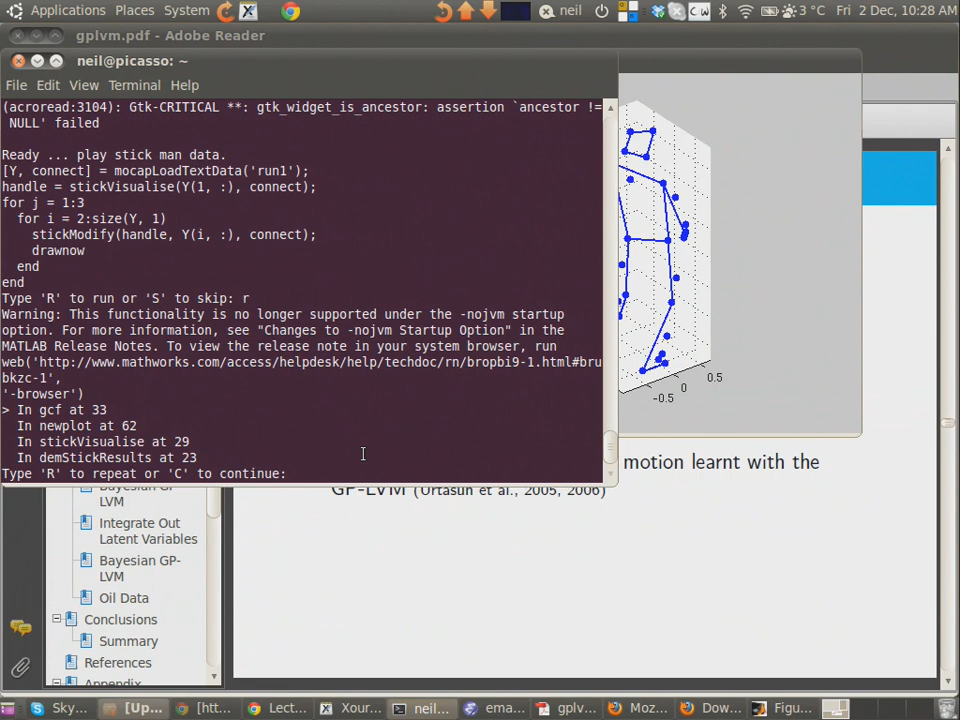 Applications Places System neil CW 3 °C Fri 2 Dec, 10:28 AM
gplvm.pdf - Adobe Reader
neil@picasso: ~
File Edit View Terminal Help
(acroread:3104): Gtk-CRITICAL **: gtk_widget_is_ancestor: assertion `ancestor !=
NULL' failed
Ready ... play stick man data.
[Y, connect] = mocapLoadTextData('run1');
handle = stickVisualise(Y(1, :), connect);
for j = 1:3
for i = 2:size(Y, 1)
stickModify(handle, Y(i, :), connect);
drawnow
end
end
Type 'R' to run or 'S' to skip: r
Warning: This functionality is no longer supported under the -nojvm startup
option. For more information, see "Changes to -nojvm Startup Option" in the
MATLAB Release Notes. To view the release note in your system browser, run
web('http://www.mathworks.com/access/helpdesk/help/techdoc/rn/bropbi9-1.html#bru
bkzc-1',
'-browser')
> In gcf at 33
In newplot at 62
In stickVisualise at 29
In demStickResults at 23
Type 'R' to repeat or 'C' to continue:
0.5
0
-0.5
motion learnt with the
GP-LVM (Urtasun et al., 2005, 2006)
Bayesian GP-
LVM
Integrate Out
Latent Variables
Bayesian GP-
LVM
Oil Data
Conclusions
Summary
References
Appendix
Sky... [Up... [htt... Lect... Xour... neil... ema... gplv... Moz... Dow... Figu...